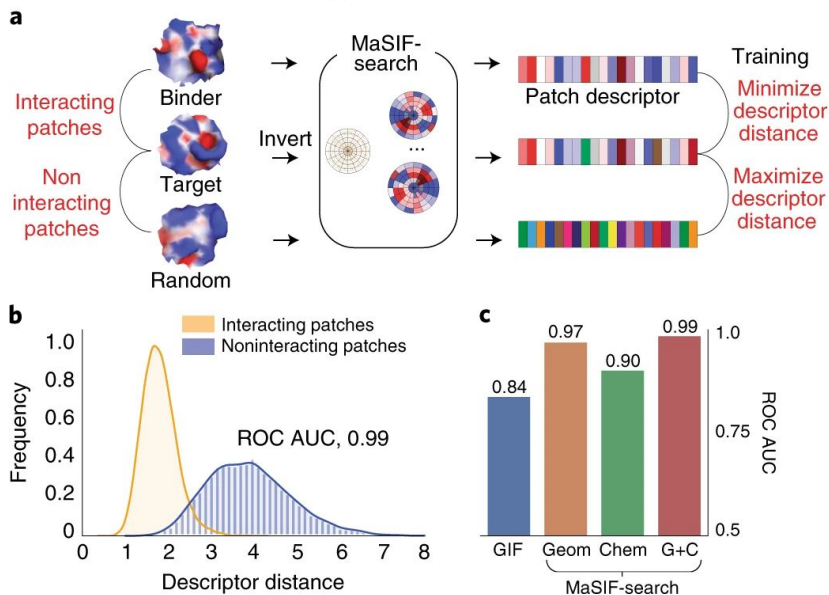 a
MaSIF-
search
Training
Binder
Interacting
patches
Patch descriptor
Minimize
descriptor
distance
Invert
...
Target
Non
interacting
patches
Maximize
descriptor
distance
Random
b
Interacting patches
Noninteracting patches
ROC AUC, 0.99
Frequency
1.0
0.8
0.6
0.4
0.2
0
0 1 2 3 4 5 6 7 8
Descriptor distance
c
0.84
0.97
0.90
0.99
1.0
0.75
0.5
ROC AUC
GIF Geom Chem G+C
MaSIF-search